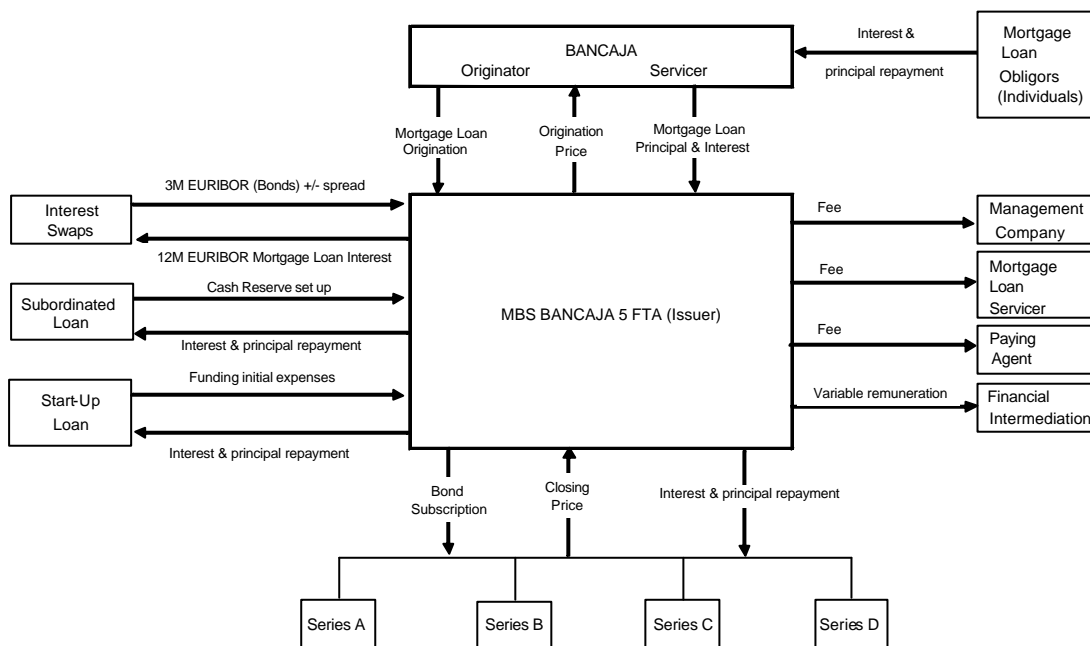 BANCAJA
Originator
Servicer
Interest &
principal repayment
Mortgage
Loan
Obligors
(Individuals)
Mortgage Loan
Origination
Origination
Price
Mortgage Loan
Principal & Interest
3M EURIBOR (Bonds) +/- spread
Interest
Swaps
12M EURIBOR Mortgage Loan Interest
Cash Reserve set up
Subordinated
Loan
Interest & principal repayment
Funding initial expenses
Start-Up
Loan
Interest & principal repayment
MBS BANCAJA 5 FTA (Issuer)
Fee
Management
Company
Fee
Mortgage
Loan
Servicer
Fee
Paying
Agent
Variable remuneration
Financial
Intermediation
Bond
Subscription
Closing
Price
Interest & principal repayment
Series A
Series B
Series C
Series D